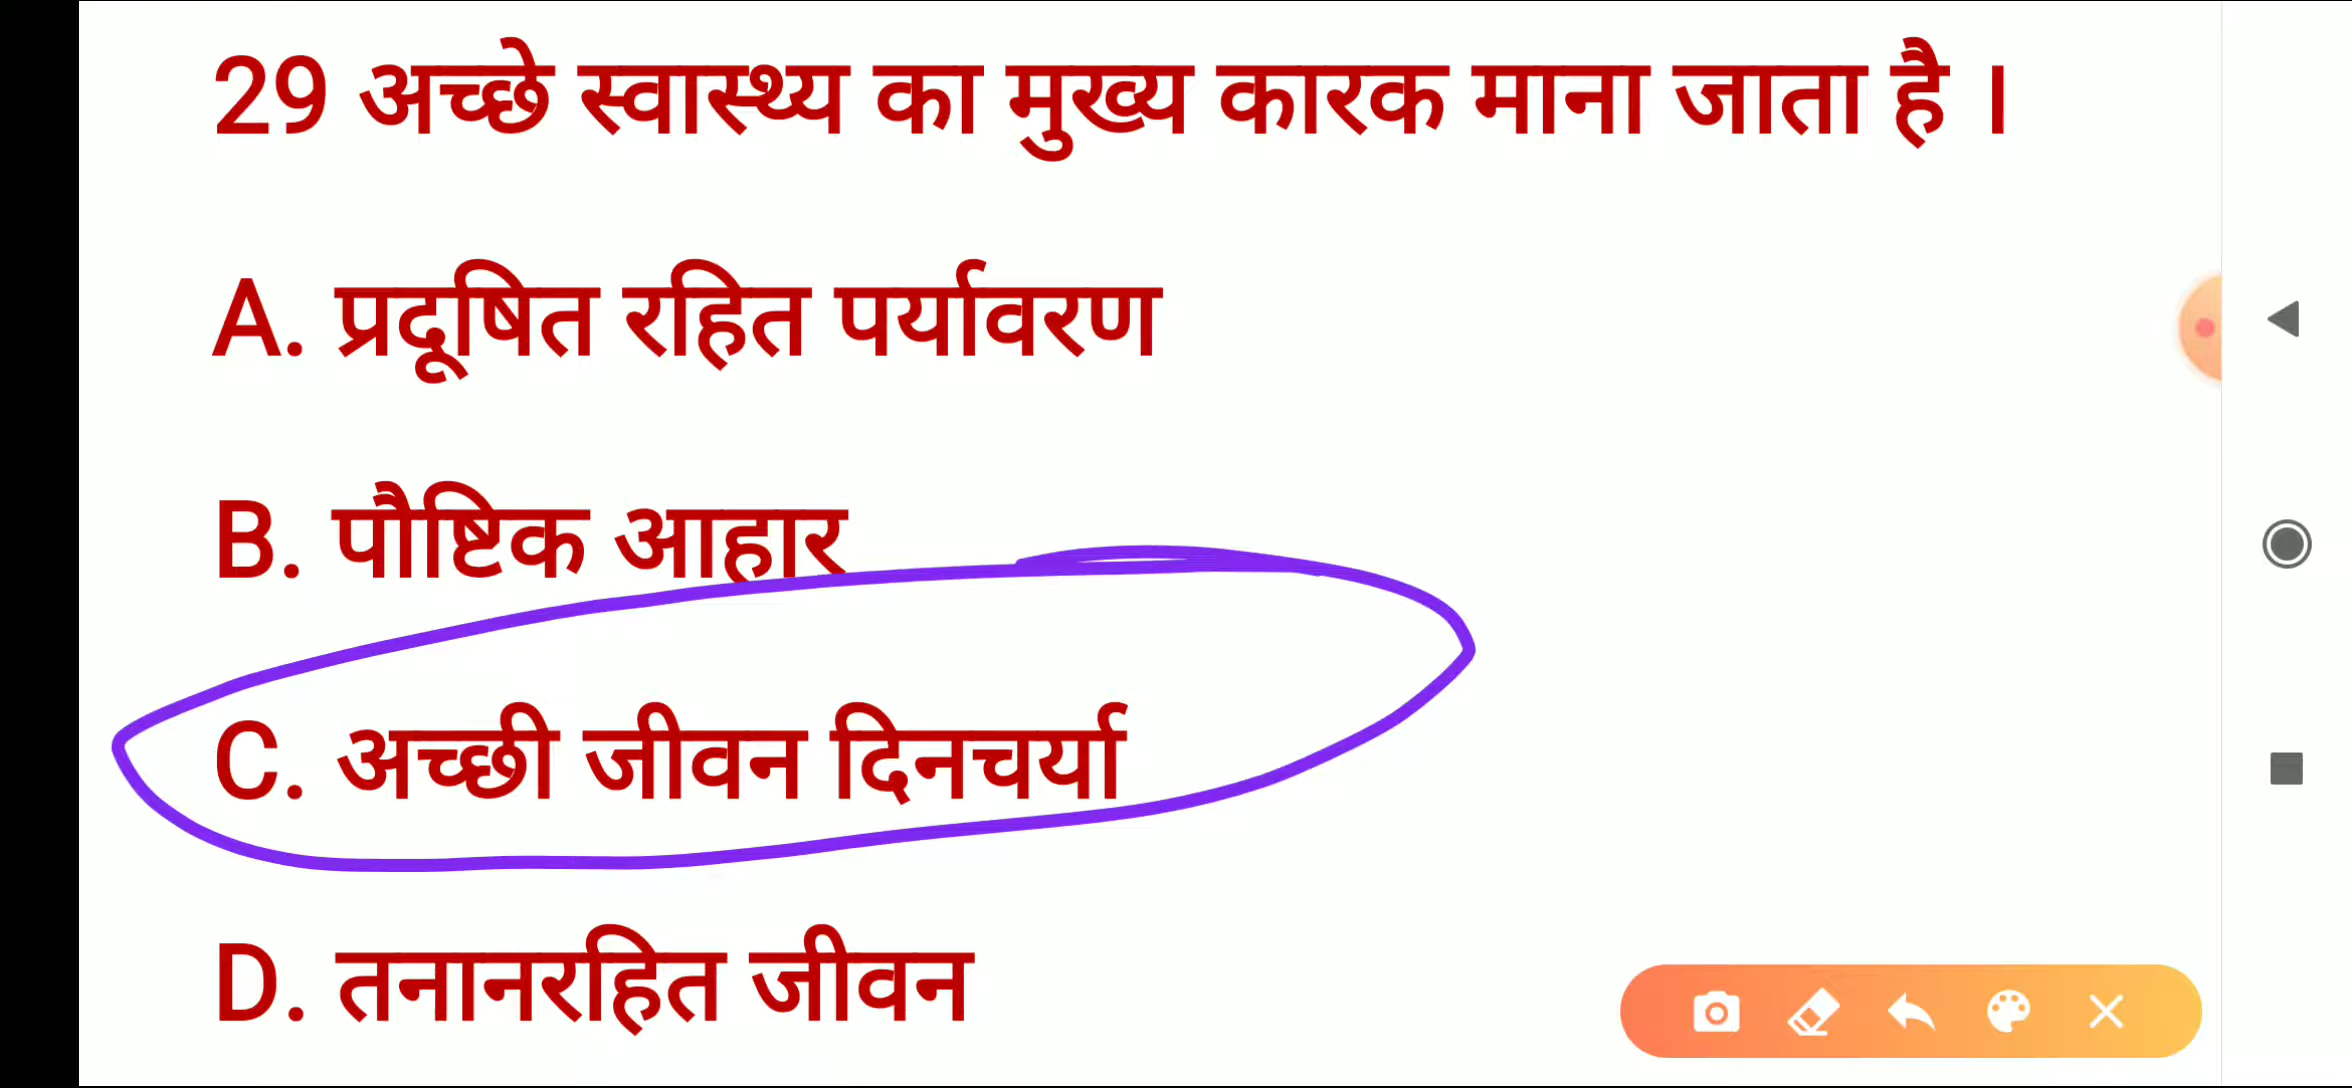 29 अच्छे स्वास्थ्य का मुख्य कारक माना जाता है ।
A. प्रदूषित रहित पर्यावरण
B. पौष्टिक आहार
C. अच्छी जीवन दिनचर्या
D. तनानरहित जीवन